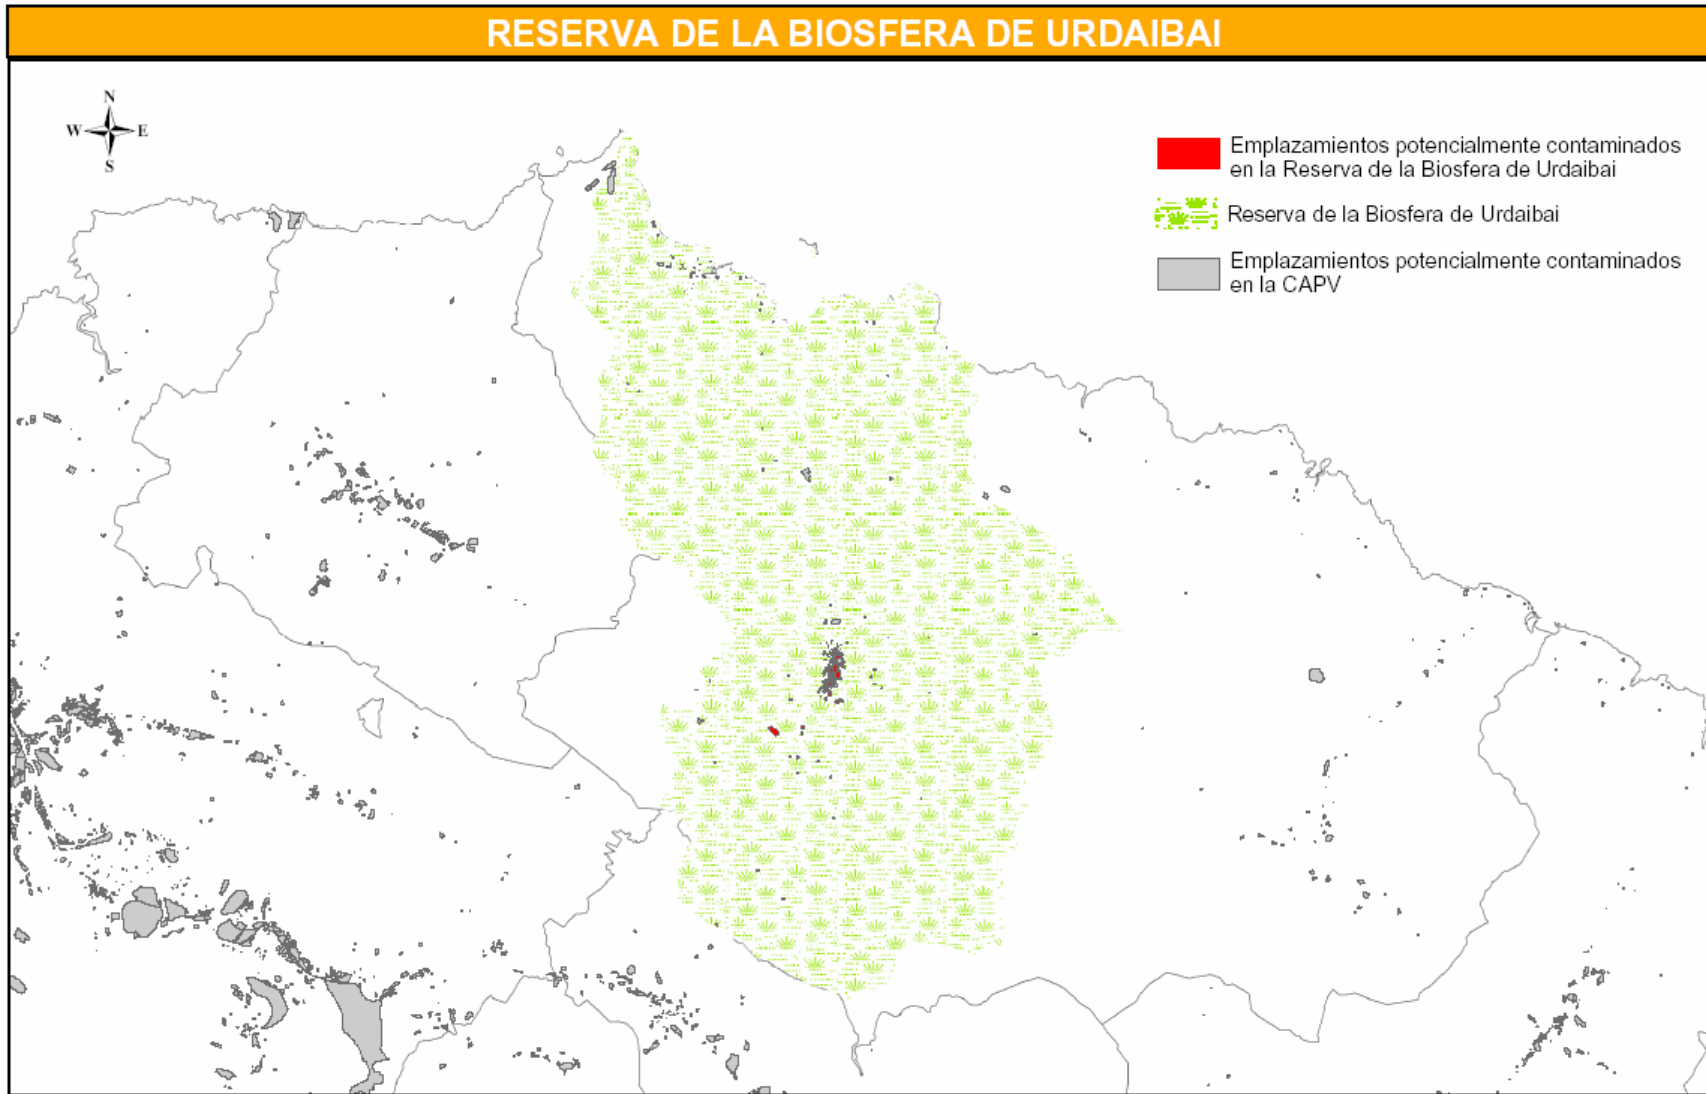 RESERVA DE LA BIOSFERA DE URDAIBAI
N
W E
S
Emplazamientos potencialmente contaminados
en la Reserva de la Biosfera de Urdaibai
Reserva de la Biosfera de Urdaibai
Emplazamientos potencialmente contaminados
en la CAPV